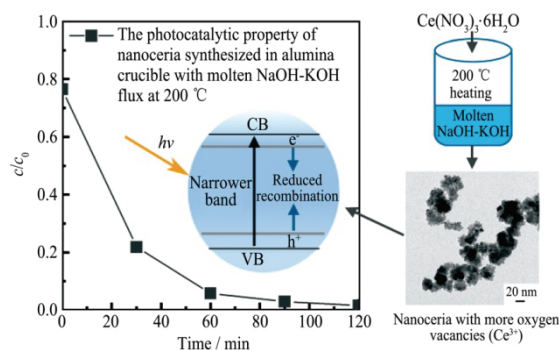 The photocatalytic property of
nanoceria synthesized in alumina
crucible with molten NaOH-KOH
flux at 200 ℃
1.0
0.8
0.6
0.4
0.2
0.0
c/c₀
0
20
40
60
80
100
120
Time / min
hν
CB
e⁻
Narrower
band
Reduced
recombination
h⁺
VB
Ce(NO₃)₃·6H₂O
200 ℃
heating
Molten
NaOH-KOH
20 nm
Nanoceria with more oxygen
vacancies (Ce³⁺)